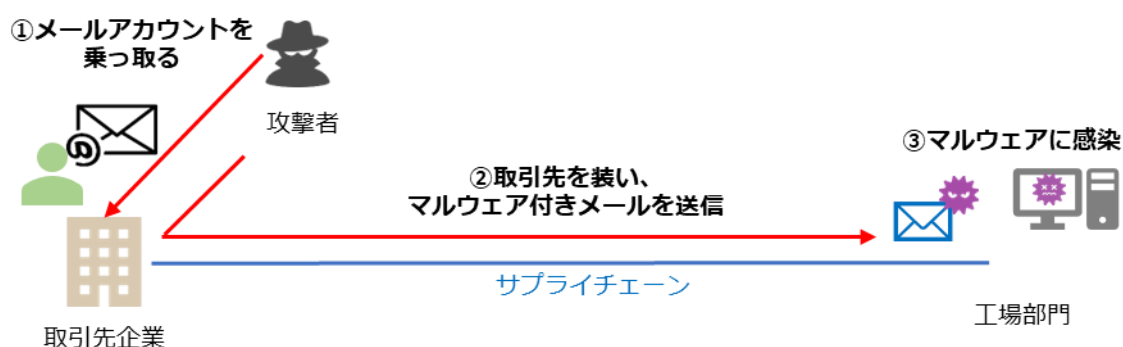 ①メールアカウントを
乗っ取る
攻撃者
③マルウェアに感染
②取引先を装い、
マルウェア付きメールを送信
サプライチェーン
工場部門
取引先企業